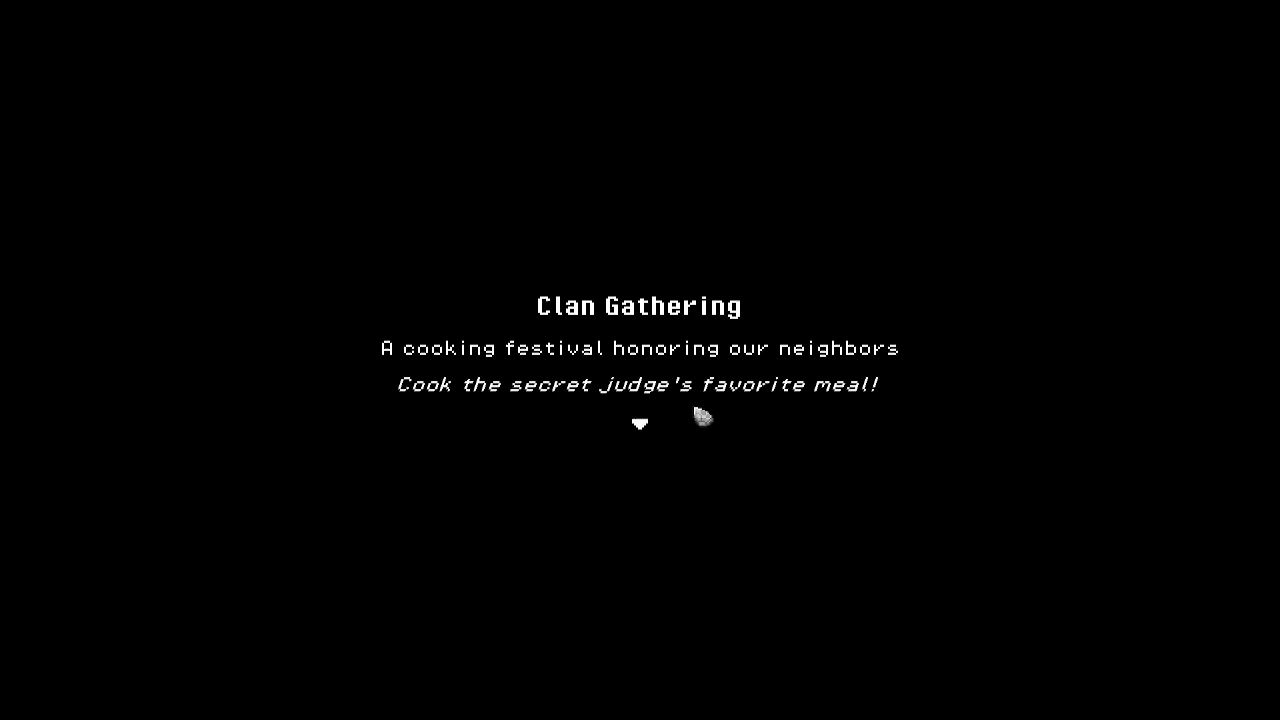 Clan Gathering
A cooking festival honoring our neighbors
Cook the secret judge's favorite meal!